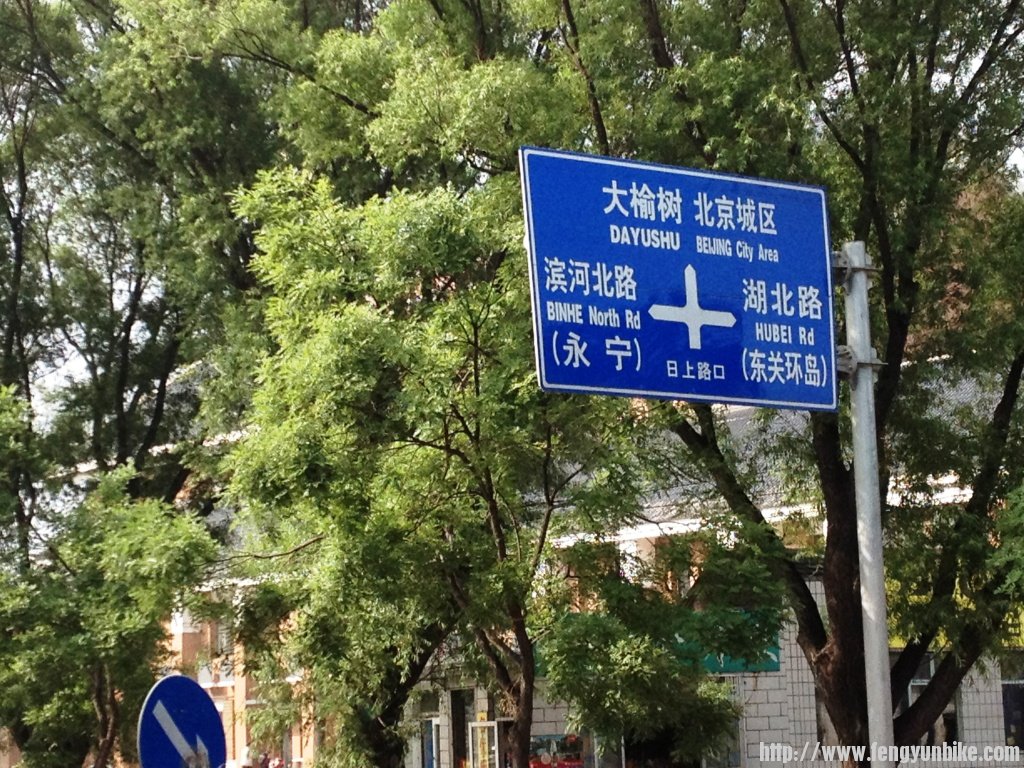 大榆树 北京城区
DAYUSHU BEIJING City Area
滨河北路
BINHE North Rd
(永宁)
湖北路
HUBEI Rd
(东关环岛)
日上路口
http://www.fengyunbike.com